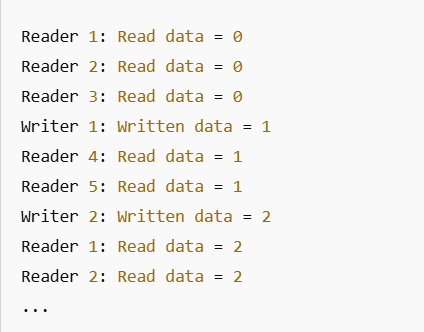 Reader 1: Read data = 0
Reader 2: Read data = 0
Reader 3: Read data = 0
Writer 1: Written data = 1
Reader 4: Read data = 1
Reader 5: Read data = 1
Writer 2: Written data = 2
Reader 1: Read data = 2
Reader 2: Read data = 2
...